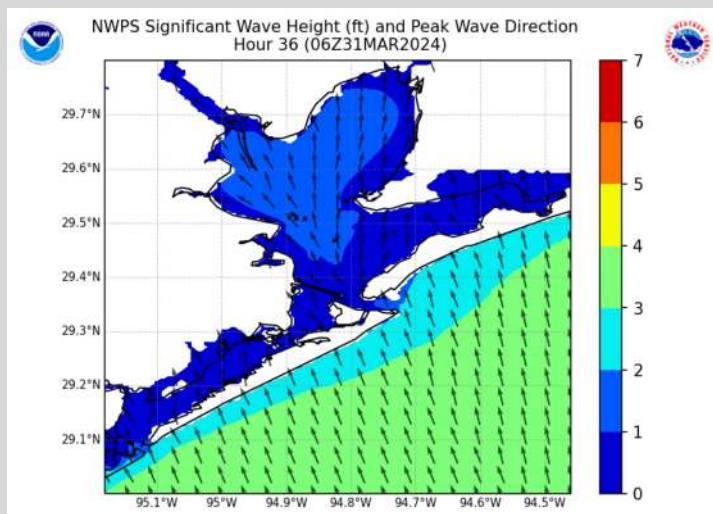 NWPS Significant Wave Height (ft) and Peak Wave Direction
Hour 36 (06Z31MAR2024)
NOAA
7
6
5
4
3
2
1
0
29.7°N
29.6°N
29.5°N
29.4°N
29.3°N
29.2°N
29.1°N
95.1°W 95°W 94.9°W 94.8°W 94.7°W 94.6°W 94.5°W